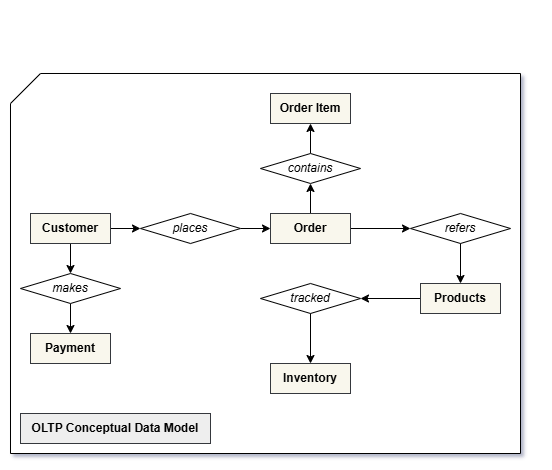 Order Item
contains
Customer
places
Order
refers
makes
tracked
Products
Payment
Inventory
OLTP Conceptual Data Model